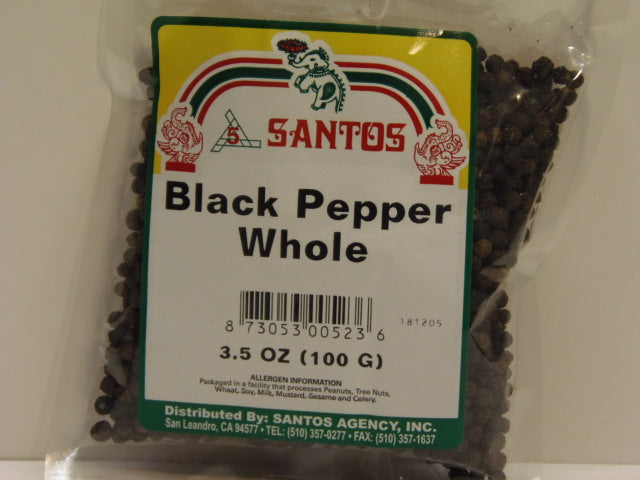 5 SANTOS
Black Pepper
Whole
8 73053 00523 6
181205
3.5 OZ (100 G)
ALLERGEN INFORMATION
Packaged in a facility that processes Peanuts, Tree Nuts,
Wheat, Soy, Milk, Mustard, Sesame and Celery.
Distributed By: SANTOS AGENCY, INC.
San Leandro, CA 94577 • TEL: (510) 357-0277 • FAX: (510) 357-1637